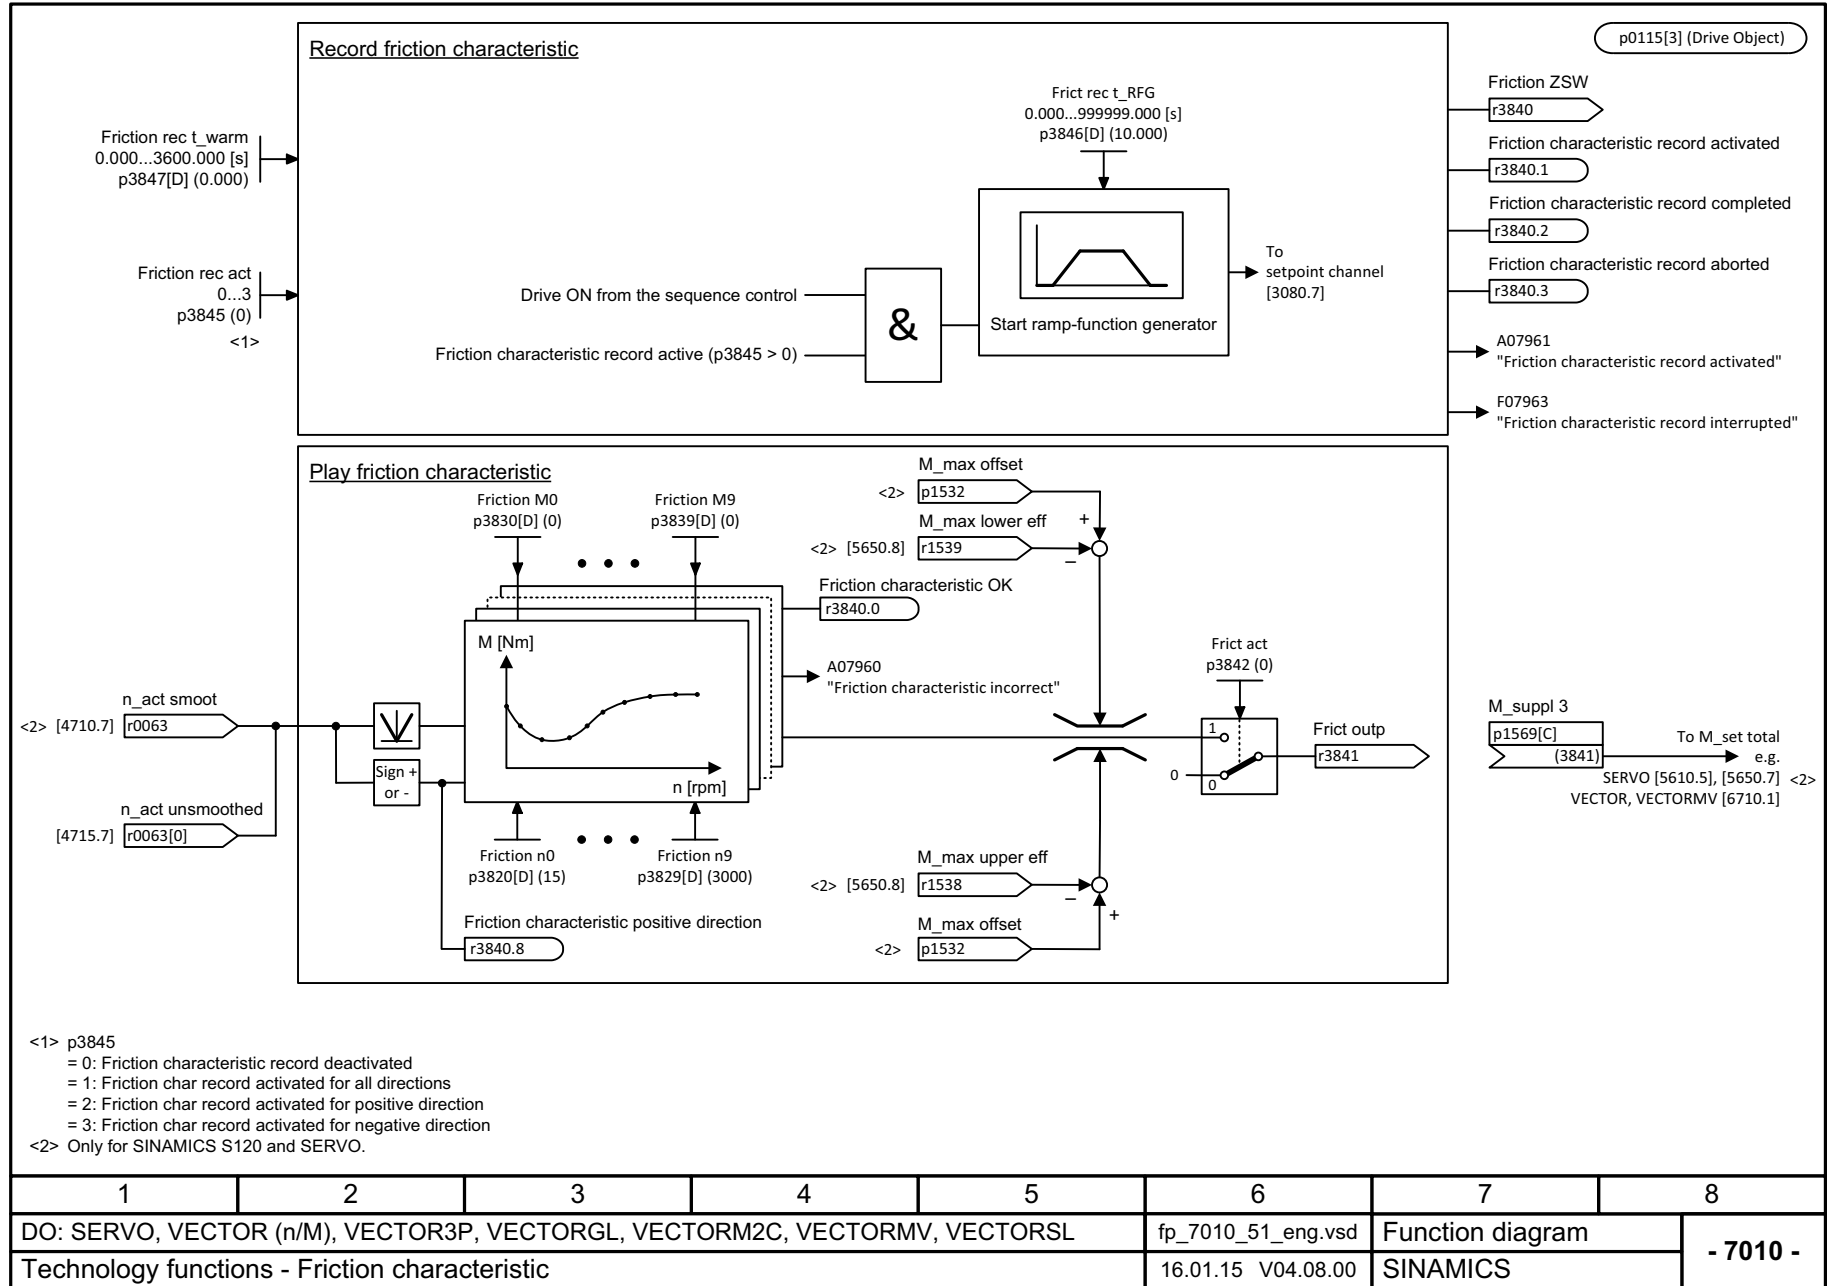 Record friction characteristic
p0115[3] (Drive Object)
Friction rec t_warm
0.000...3600.000 [s]
p3847[D] (0.000)
Friction rec act
0...3
p3845 (0)
<1>
Frict rec t_RFG
0.000...999999.000 [s]
p3846[D] (10.000)
Drive ON from the sequence control
Friction characteristic record active (p3845 > 0)
&
Start ramp-function generator
To
setpoint channel
[3080.7]
Friction ZSW
r3840
Friction characteristic record activated
r3840.1
Friction characteristic record completed
r3840.2
Friction characteristic record aborted
r3840.3
A07961
"Friction characteristic record activated"
F07963
"Friction characteristic record interrupted"
Play friction characteristic
Friction M0
p3830[D] (0)
Friction M9
p3839[D] (0)
M_max offset
<2> p1532
+
M_max lower eff
<2> [5650.8] r1539
–
Friction characteristic OK
r3840.0
M [Nm]
n [rpm]
A07960
"Friction characteristic incorrect"
n_act smoot
<2> [4710.7] r0063
Sign +
or -
n_act unsmoothed
[4715.7] r0063[0]
Friction n0
p3820[D] (15)
Friction n9
p3829[D] (3000)
Friction characteristic positive direction
r3840.8
M_max upper eff
<2> [5650.8] r1538
–
+
M_max offset
<2> p1532
Frict act
p3842 (0)
1
0
0
Frict outp
r3841
M_suppl 3
p1569[C]
(3841)
To M_set total
e.g.
SERVO [5610.5], [5650.7] <2>
VECTOR, VECTORMV [6710.1]
<1> p3845
= 0: Friction characteristic record deactivated
= 1: Friction char record activated for all directions
= 2: Friction char record activated for positive direction
= 3: Friction char record activated for negative direction
<2> Only for SINAMICS S120 and SERVO.
1 2 3 4 5 6 7 8
DO: SERVO, VECTOR (n/M), VECTOR3P, VECTORGL, VECTORM2C, VECTORMV, VECTORSL
fp_7010_51_eng.vsd
Function diagram
- 7010 -
Technology functions - Friction characteristic
16.01.15 V04.08.00
SINAMICS